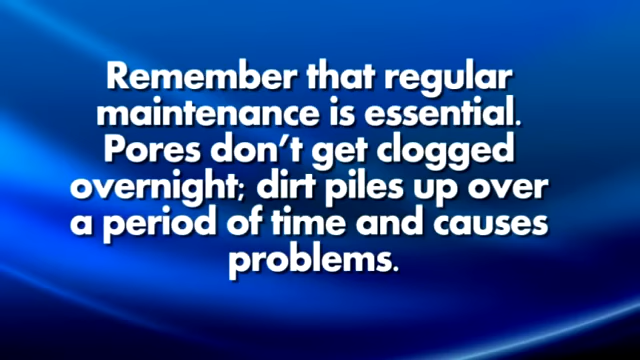 Remember that regular
maintenance is essential.
Pores don't get clogged
overnight; dirt piles up over
a period of time and causes
problems.